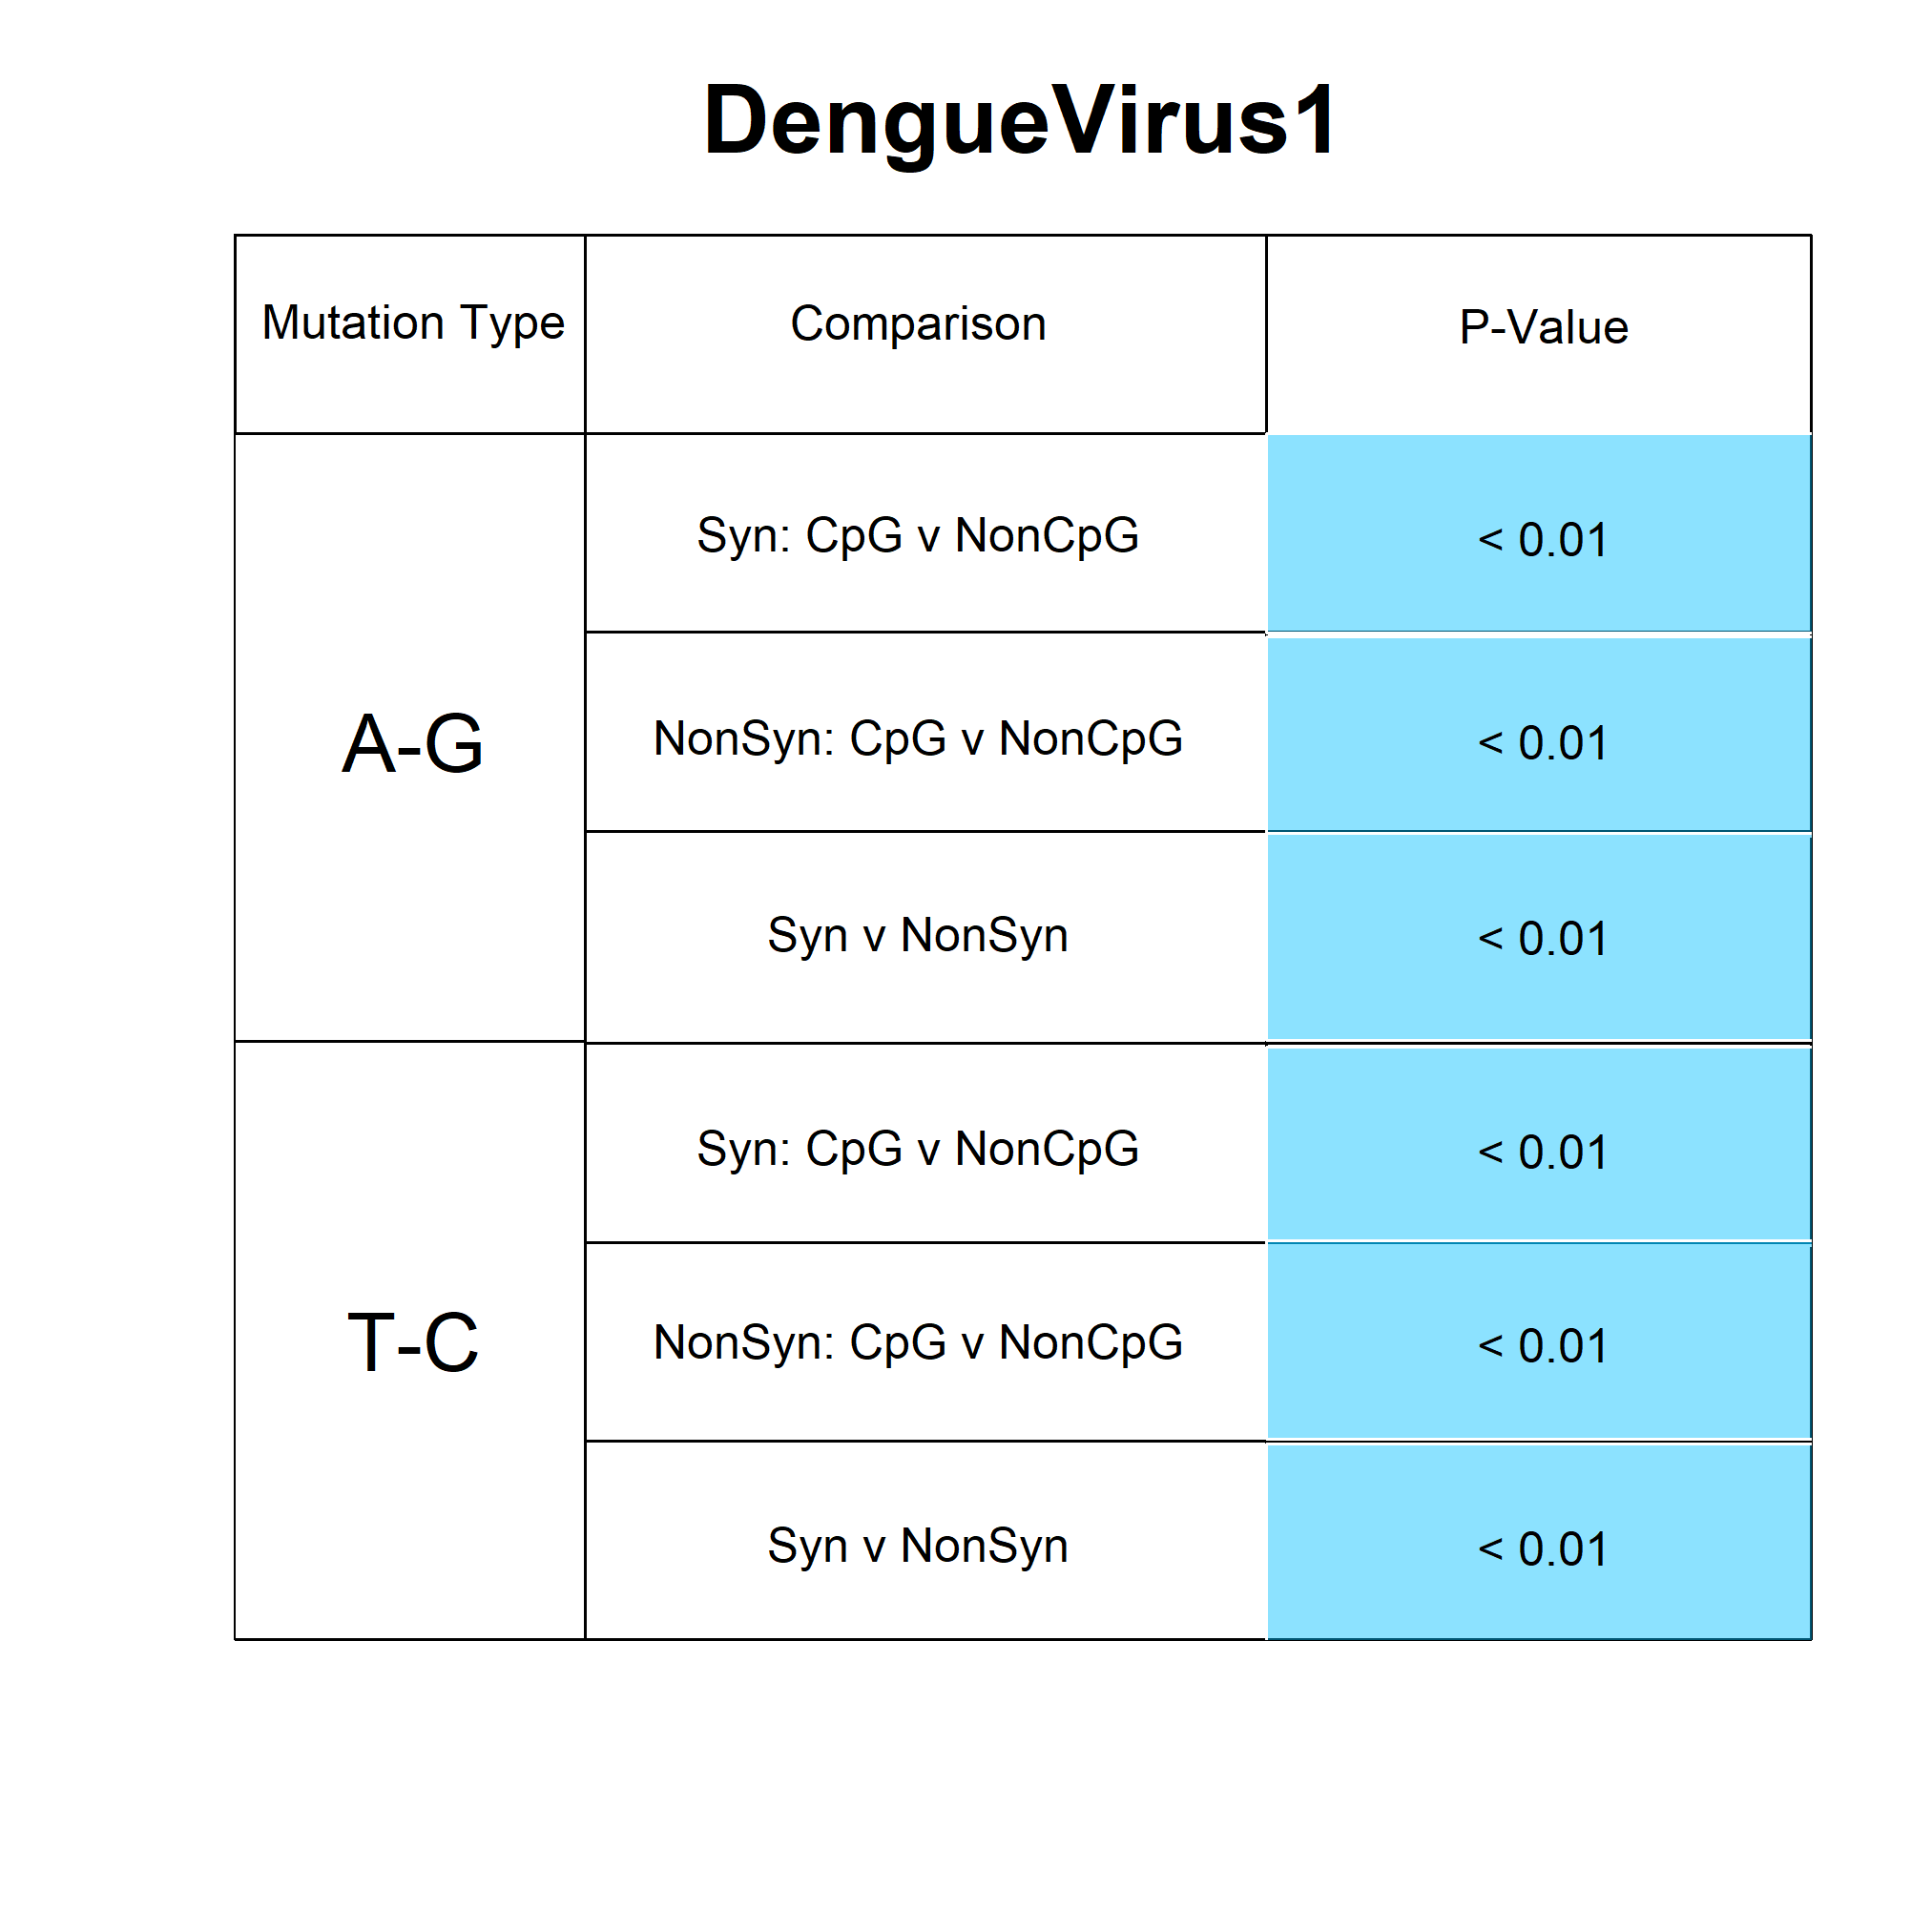 DengueVirus1
Mutation Type
Comparison
P-Value
A-G
Syn: CpG v NonCpG
< 0.01
NonSyn: CpG v NonCpG
< 0.01
Syn v NonSyn
< 0.01
T-C
Syn: CpG v NonCpG
< 0.01
NonSyn: CpG v NonCpG
< 0.01
Syn v NonSyn
< 0.01